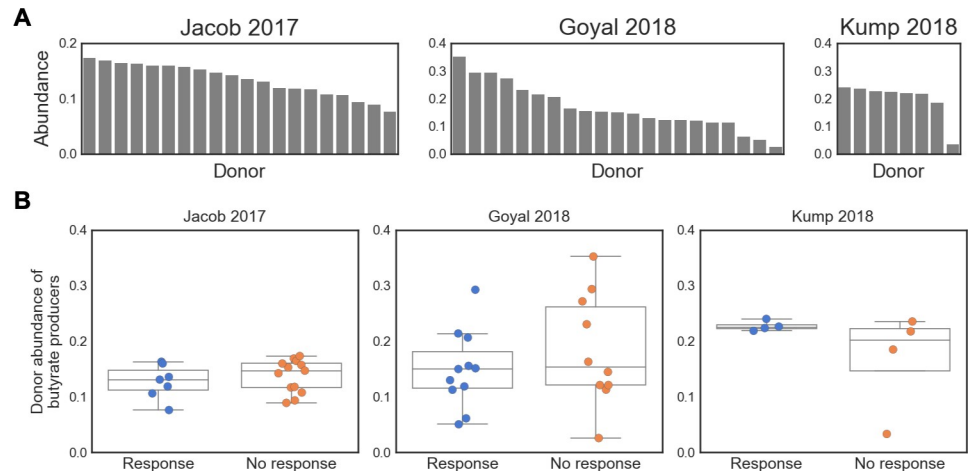 A
Jacob 2017
Goyal 2018
Kump 2018
Abundance
0.2
0.1
0.0
0.4
0.3
0.2
0.1
0.0
0.4
0.3
0.2
0.1
0.0
Donor
Donor
Donor
B
Jacob 2017
Goyal 2018
Kump 2018
Donor abundance of
butyrate producers
0.4
0.3
0.2
0.1
0.0
0.4
0.3
0.2
0.1
0.0
0.4
0.3
0.2
0.1
0.0
Response
No response
Response
No response
Response
No response